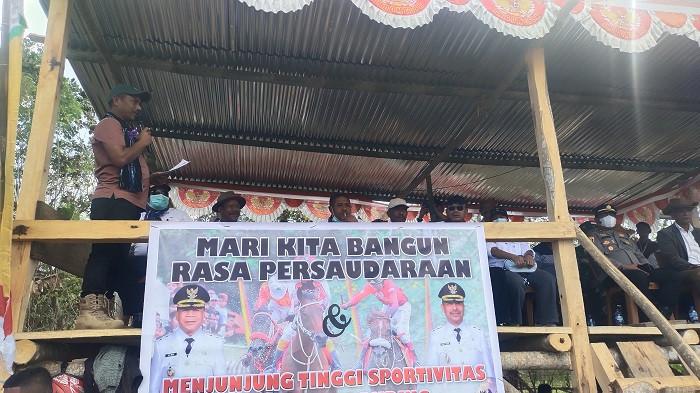 MARI KITA BANGUN
RASA PERSAUDARAAN
&
MENJUNJUNG TINGGI SPORTIVITAS